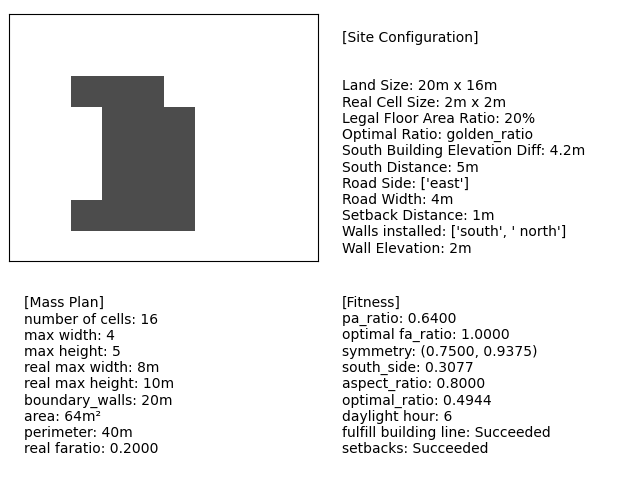 [Site Configuration]
Land Size: 20m x 16m
Real Cell Size: 2m x 2m
Legal Floor Area Ratio: 20%
Optimal Ratio: golden_ratio
South Building Elevation Diff: 4.2m
South Distance: 5m
Road Side: ['east']
Road Width: 4m
Setback Distance: 1m
Walls installed: ['south', ' north']
Wall Elevation: 2m
[Mass Plan]
number of cells: 16
max width: 4
max height: 5
real max width: 8m
real max height: 10m
boundary_walls: 20m
area: 64m²
perimeter: 40m
real faratio: 0.2000
[Fitness]
pa_ratio: 0.6400
optimal fa_ratio: 1.0000
symmetry: (0.7500, 0.9375)
south_side: 0.3077
aspect_ratio: 0.8000
optimal_ratio: 0.4944
daylight hour: 6
fulfill building line: Succeeded
setbacks: Succeeded